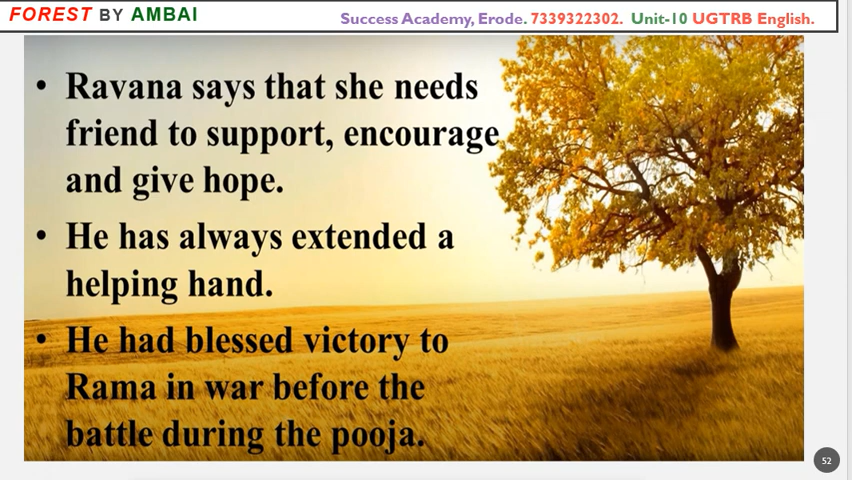 FOREST BY AMBAI
Success Academy, Erode. 7339322302. Unit-10 UGTRB English.
• Ravana says that she needs
friend to support, encourage
and give hope.
• He has always extended a
helping hand.
• He had blessed victory to
Rama in war before the
battle during the pooja.
52